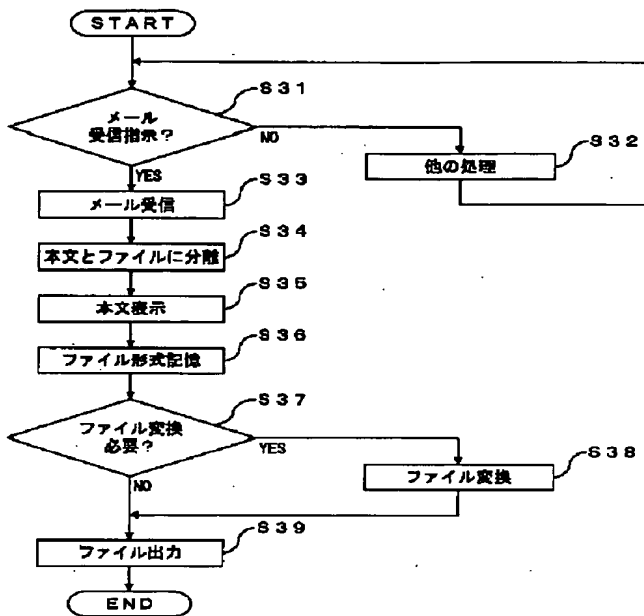 START
S31
メール
受信指示？
NO
S32
他の処理
YES
S33
メール受信
S34
本文とファイルに分離
S35
本文表示
S36
ファイル形式記憶
S37
ファイル変換
必要？
YES
S38
ファイル変換
NO
S39
ファイル出力
END